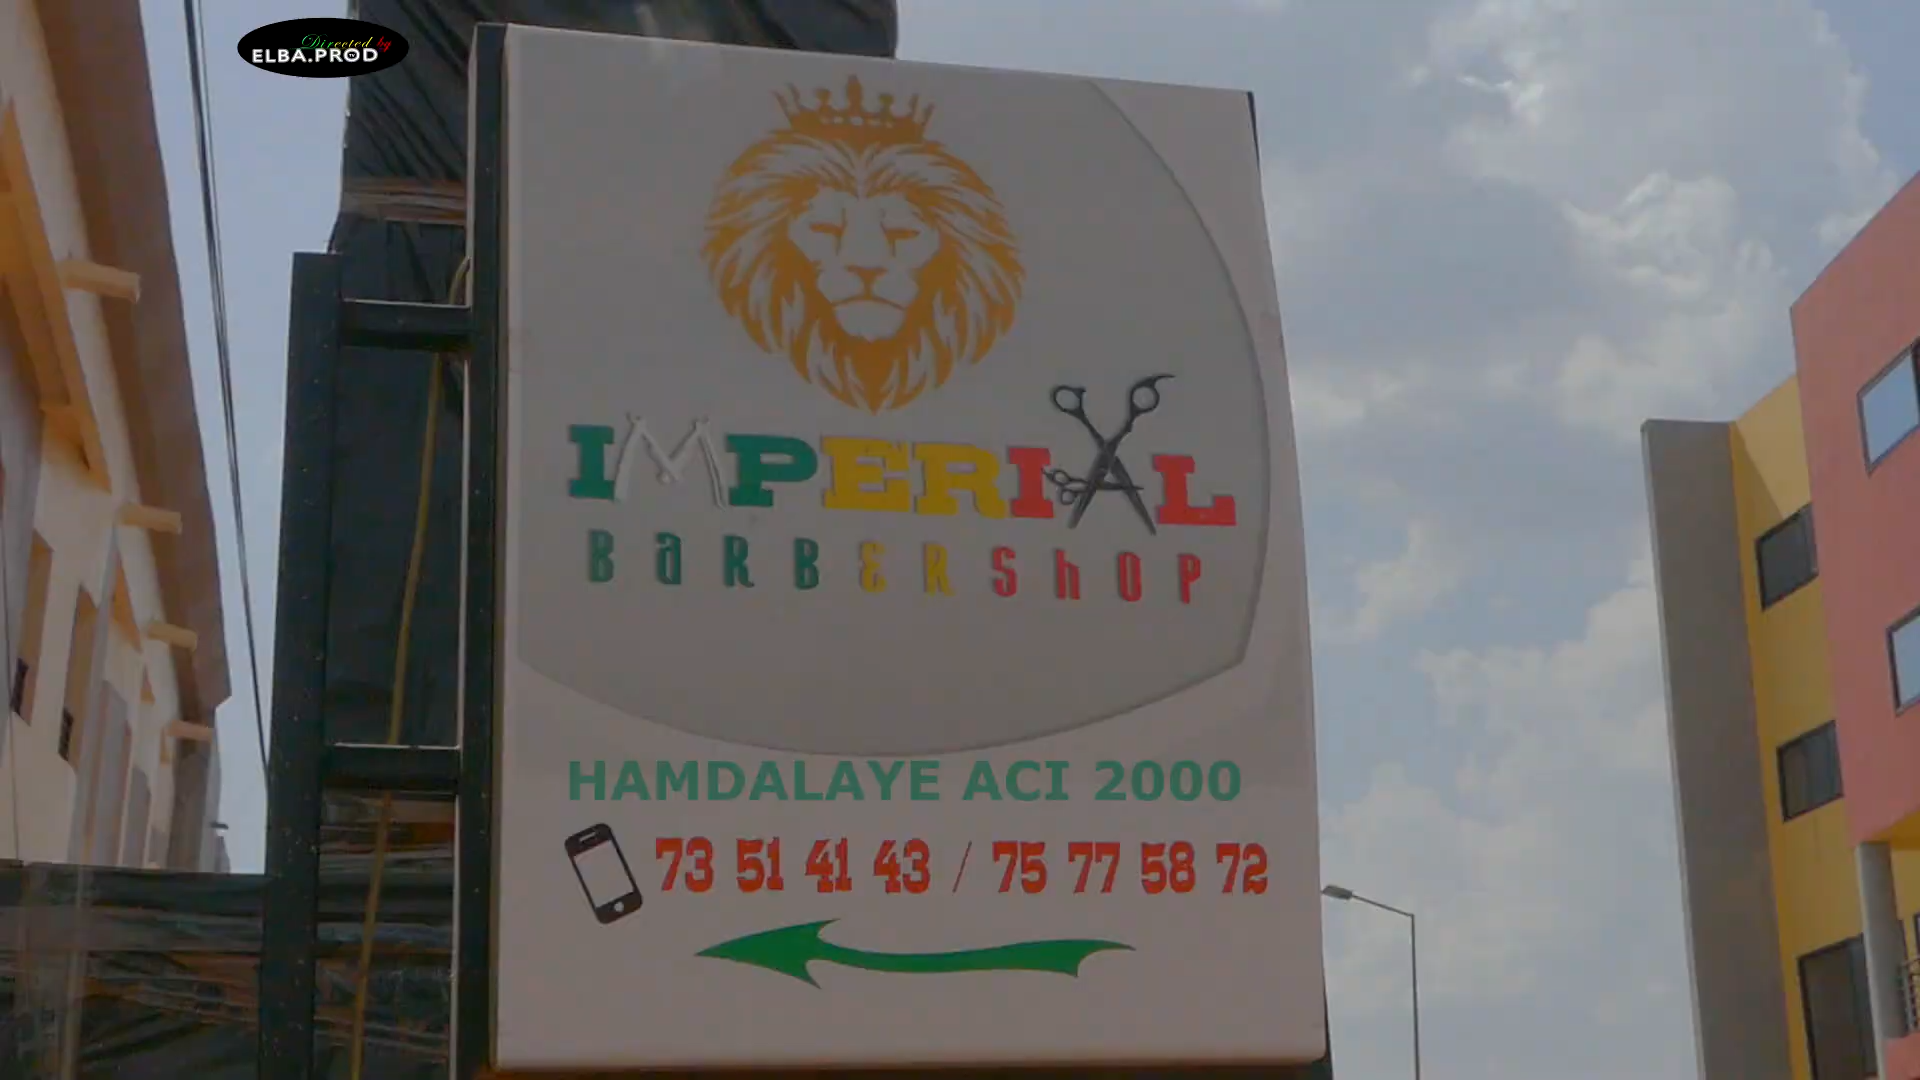 Directed by
ELBA.PROD
IMPERIAL
BARBERSHOP
HAMDALAYE ACI 2000
73 51 41 43 / 75 77 58 72